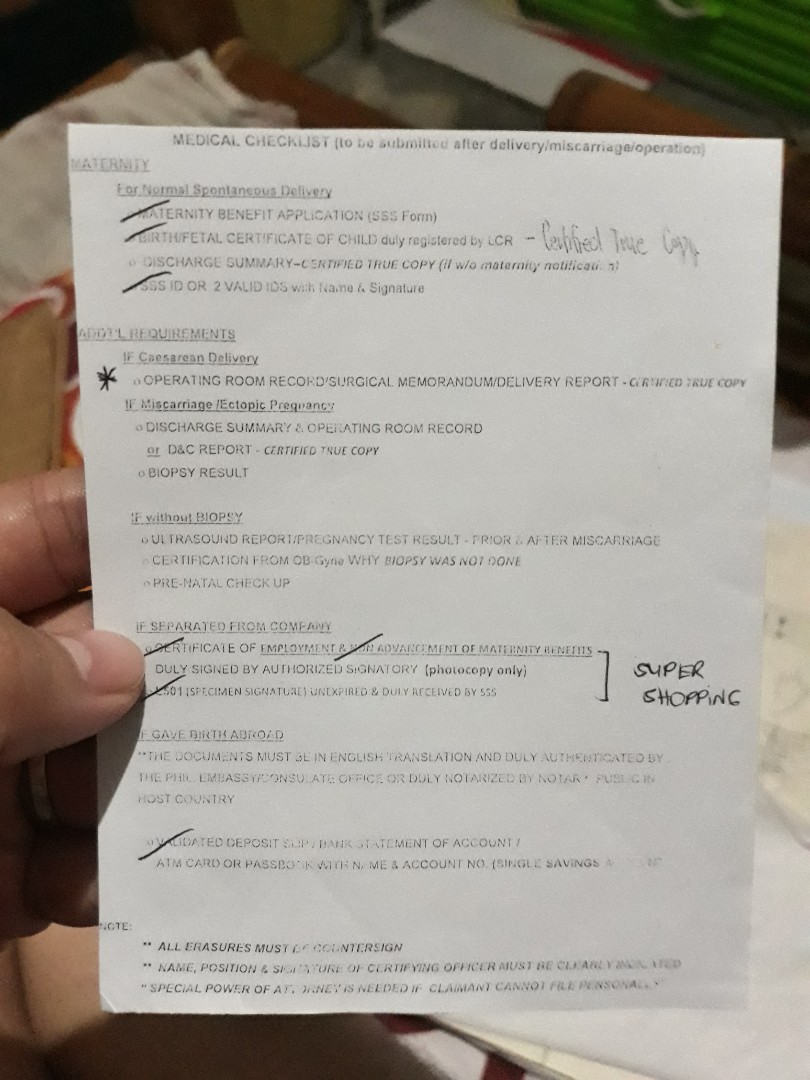 MEDICAL CHECKLIST (to be submitted after delivery/miscarriage/operation)
MATERNITY
For Normal Spontaneous Delivery
MATERNITY BENEFIT APPLICATION (SSS Form)
BIRTH/FETAL CERTIFICATE OF CHILD duly registered by LCR - Certified True Copy
o DISCHARGE SUMMARY-CERTIFIED TRUE COPY (if w/o maternity notification)
SSS ID OR 2 VALID IDS with Name & Signature
ADDT'L REQUIREMENTS
IF Caesarean Delivery
* o OPERATING ROOM RECORD/SURGICAL MEMORANDUM/DELIVERY REPORT - CERTIFIED TRUE COPY
IF Miscarriage /Ectopic Pregnancy
o DISCHARGE SUMMARY & OPERATING ROOM RECORD
or D&C REPORT - CERTIFIED TRUE COPY
o BIOPSY RESULT
IF without BIOPSY
o ULTRASOUND REPORT/PREGNANCY TEST RESULT - PRIOR & AFTER MISCARRIAGE
o CERTIFICATION FROM OB-Gyne WHY BIOPSY WAS NOT DONE
o PRE-NATAL CHECK UP
IF SEPARATED FROM COMPANY
o CERTIFICATE OF EMPLOYMENT & NON ADVANCEMENT OF MATERNITY BENEFITS
DULY SIGNED BY AUTHORIZED SIGNATORY (photocopy only)
L501 (SPECIMEN SIGNATURE) UNEXPIRED & DULY RECEIVED BY SSS
SUPER
SHOPPING
IF GAVE BIRTH ABROAD
**THE DOCUMENTS MUST BE IN ENGLISH TRANSLATION AND DULY AUTHENTICATED BY
THE PHIL. EMBASSY/CONSULATE OFFICE OR DULY NOTARIZED BY NOTARY PUBLIC IN
HOST COUNTRY
o VALIDATED DEPOSIT SLIP / BANK STATEMENT OF ACCOUNT /
ATM CARD OR PASSBOOK WITH NAME & ACCOUNT NO. (SINGLE SAVINGS
NOTE:
** ALL ERASURES MUST BE COUNTERSIGN
** NAME, POSITION & SIGNATURE OF CERTIFYING OFFICER MUST BE CLEARLY INDICATED
** SPECIAL POWER OF ATTORNEY IS NEEDED IF CLAIMANT CANNOT FILE PERSONALLY**